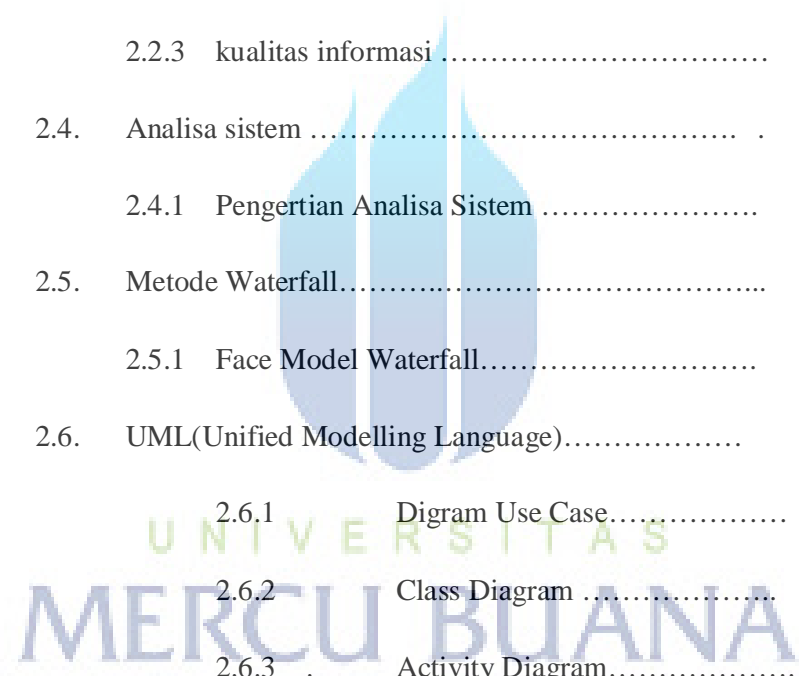 2.2.3 kualitas informasi ……………………………
2.4. Analisa sistem ……………………………………. .
2.4.1 Pengertian Analisa Sistem ………………….
2.5. Metode Waterfall………..…………………………...
2.5.1 Face Model Waterfall……………………….
2.6. UML(Unified Modelling Language)………………
2.6.1 Digram Use Case………………
UNIVERSITAS
2.6.2 Class Diagram ………………..
MERCU BUANA
2.6.3 . Activity Diagram……………….